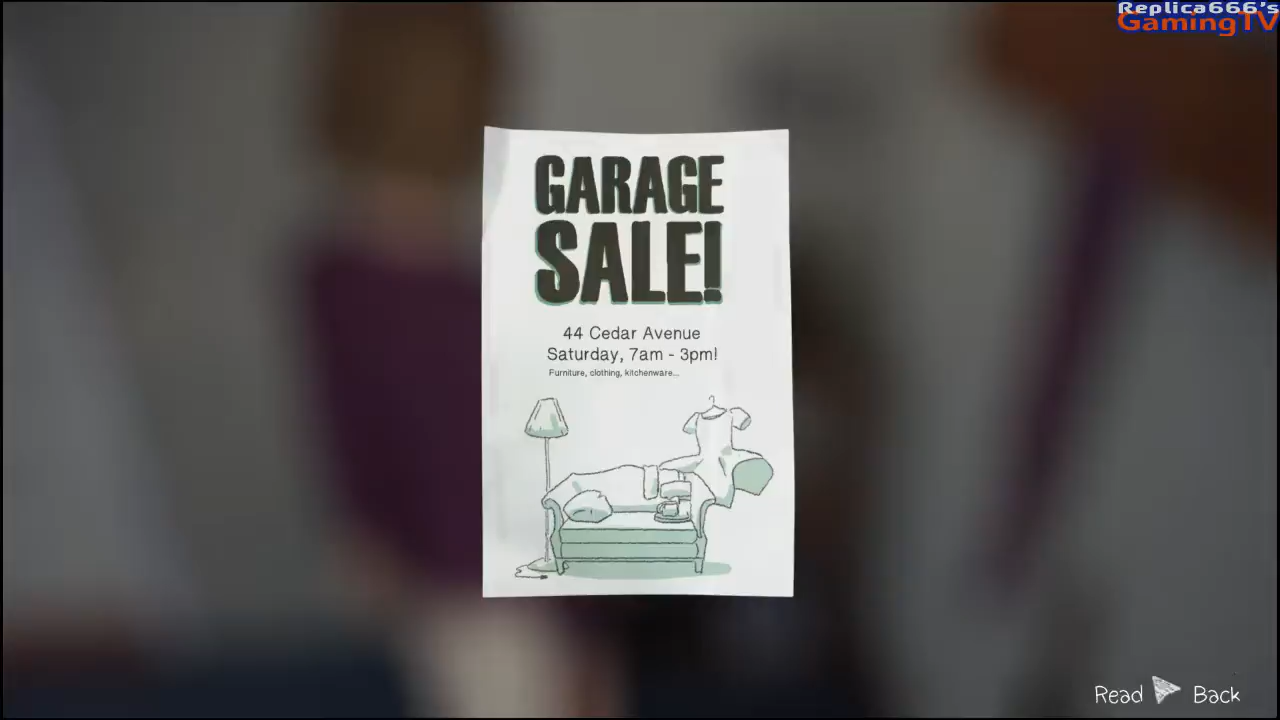 Replica666's
GamingTV
GARAGE
SALE!
44 Cedar Avenue
Saturday, 7am - 3pm!
Furniture, clothing, kitchenware...
Read Back